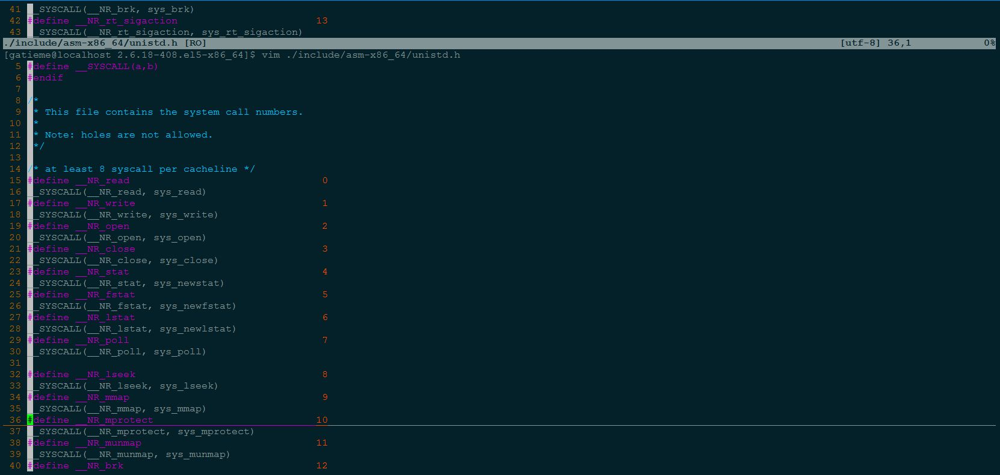 41 __SYSCALL(__NR_brk, sys_brk)
42 #define __NR_rt_sigaction 13
43 __SYSCALL(__NR_rt_sigaction, sys_rt_sigaction)
./include/asm-x86_64/unistd.h [RO] [utf-8] 36,1 0%
[gatieme@localhost 2.6.18-408.el5-x86_64]$ vim ./include/asm-x86_64/unistd.h
5 #define __SYSCALL(a,b)
6 #endif
7
8 /*
9 * This file contains the system call numbers.
10 *
11 * Note: holes are not allowed.
12 */
13
14 /* at least 8 syscall per cacheline */
15 #define __NR_read 0
16 __SYSCALL(__NR_read, sys_read)
17 #define __NR_write 1
18 __SYSCALL(__NR_write, sys_write)
19 #define __NR_open 2
20 __SYSCALL(__NR_open, sys_open)
21 #define __NR_close 3
22 __SYSCALL(__NR_close, sys_close)
23 #define __NR_stat 4
24 __SYSCALL(__NR_stat, sys_newstat)
25 #define __NR_fstat 5
26 __SYSCALL(__NR_fstat, sys_newfstat)
27 #define __NR_lstat 6
28 __SYSCALL(__NR_lstat, sys_newlstat)
29 #define __NR_poll 7
30 __SYSCALL(__NR_poll, sys_poll)
31
32 #define __NR_lseek 8
33 __SYSCALL(__NR_lseek, sys_lseek)
34 #define __NR_mmap 9
35 __SYSCALL(__NR_mmap, sys_mmap)
36 #define __NR_mprotect 10
37 __SYSCALL(__NR_mprotect, sys_mprotect)
38 #define __NR_munmap 11
39 __SYSCALL(__NR_munmap, sys_munmap)
40 #define __NR_brk 12